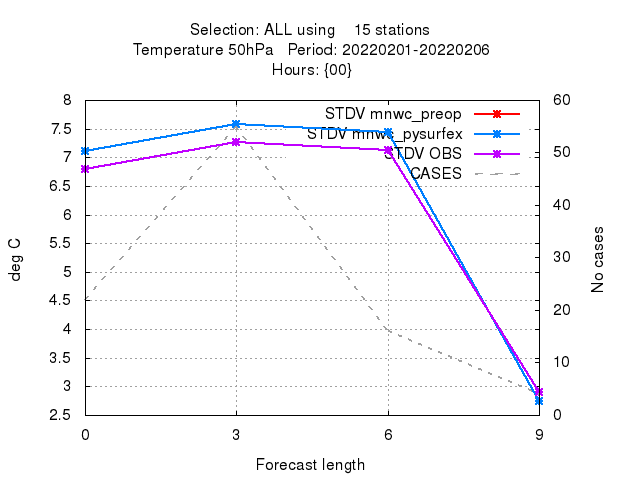 Selection: ALL using 15 stations
Temperature 50hPa Period: 20220201-20220206
Hours: {00}
STDV mnwc_preop
STDV mnwc_pysurfex
STDV OBS
CASES
8
7.5
7
6.5
6
5.5
5
4.5
4
3.5
3
2.5
deg C
60
50
40
30
20
10
0
No cases
0 3 6 9
Forecast length